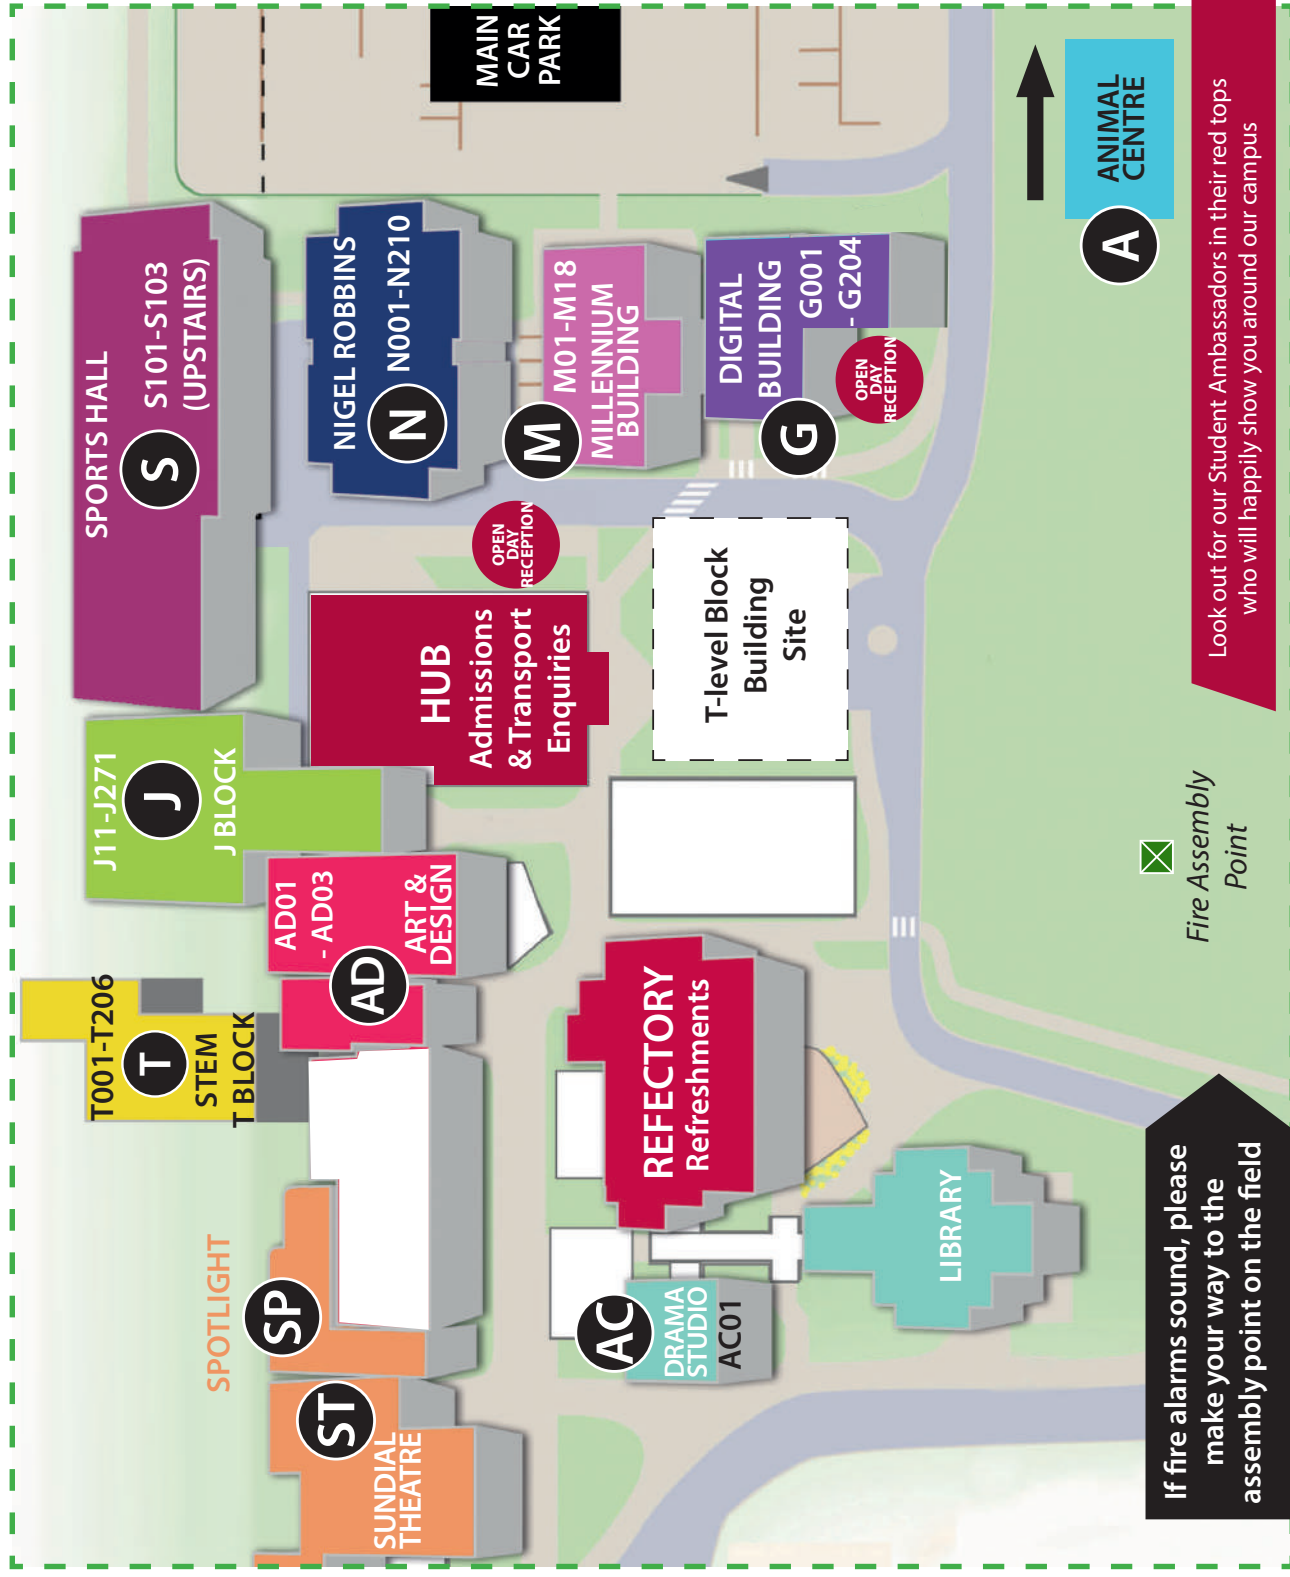 SPORTS HALL
S
S101-S103
(UPSTAIRS)
J11-J271
J
J BLOCK
T001-T206
T
STEM
T BLOCK
SPOTLIGHT
SP
ST
SUNDIAL
THEATRE
AD01
- AD03
AD
ART &
DESIGN
NIGEL ROBBINS
N
N001-N210
MAIN
CAR
PARK
M
M01-M18
MILLENNIUM
BUILDING
OPEN
DAY
RECEPTION
HUB
Admissions
& Transport
Enquiries
DIGITAL
BUILDING
G001
- G204
G
OPEN
DAY
RECEPTION
T-level Block
Building
Site
REFECTORY
Refreshments
AC
DRAMA
STUDIO
AC01
LIBRARY
A
ANIMAL
CENTRE
Fire Assembly
Point
If fire alarms sound, please
make your way to the
assembly point on the field
Look out for our Student Ambassadors in their red tops
who will happily show you around our campus